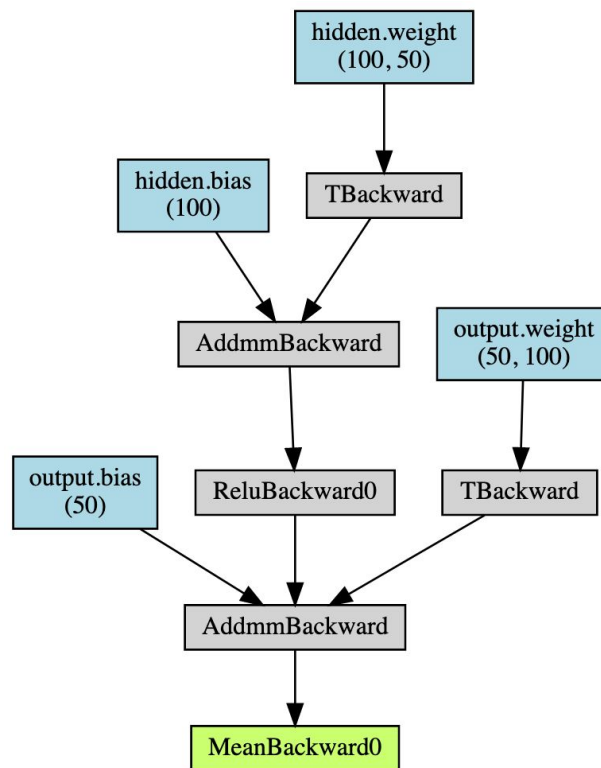 hidden.weight
(100, 50)
hidden.bias
(100)
TBackward
AddmmBackward
output.weight
(50, 100)
output.bias
(50)
ReluBackward0
TBackward
AddmmBackward
MeanBackward0